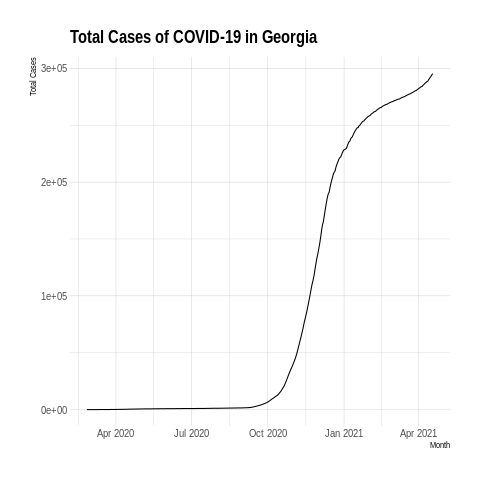 Total Cases of COVID-19 in Georgia
Total Cases
3e+05
2e+05
1e+05
0e+00
Apr 2020 Jul 2020 Oct 2020 Jan 2021 Apr 2021
Month